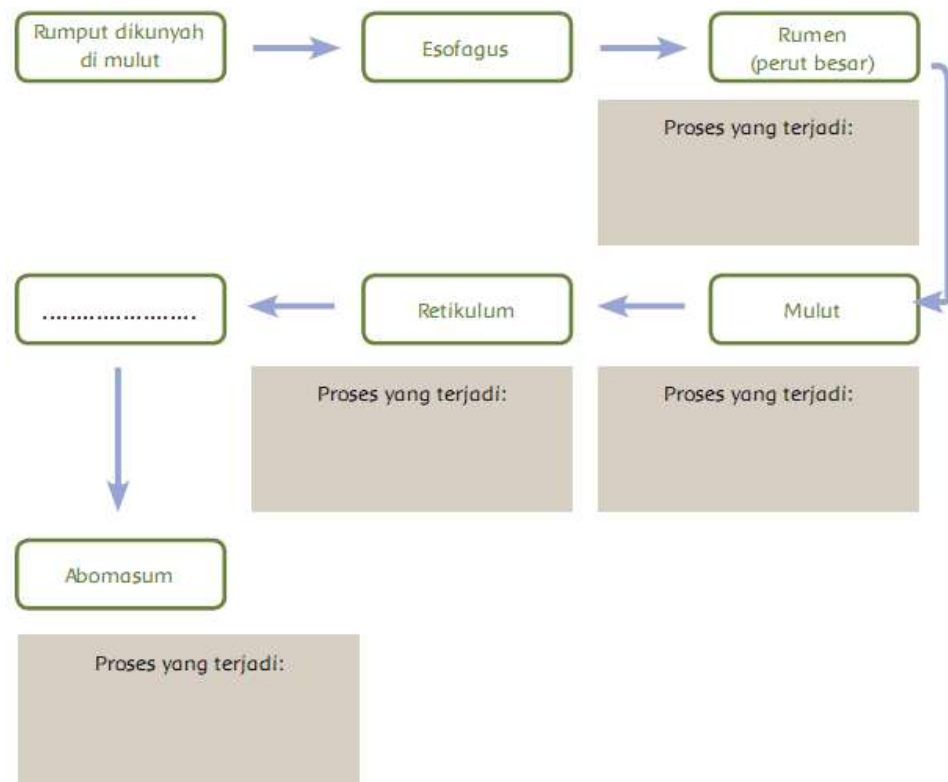 Rumput dikunyah
di mulut
Esofagus
Rumen
(perut besar)
Proses yang terjadi:
Mulut
Retikulum
......................
Proses yang terjadi:
Proses yang terjadi:
Abomasum
Proses yang terjadi: